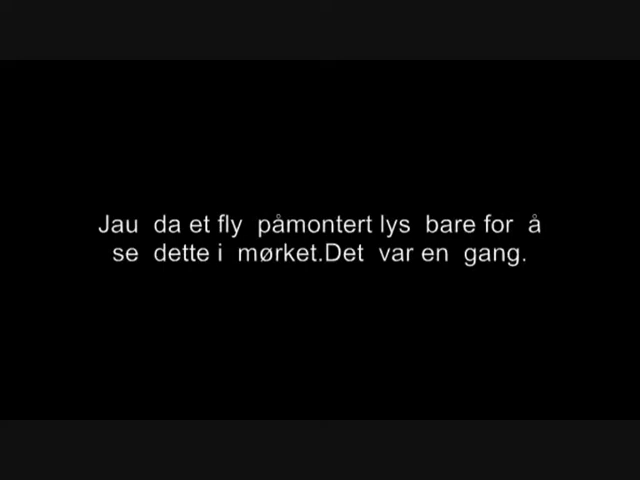 Jau da et fly påmontert lys bare for å
se dette i mørket.Det var en gang.